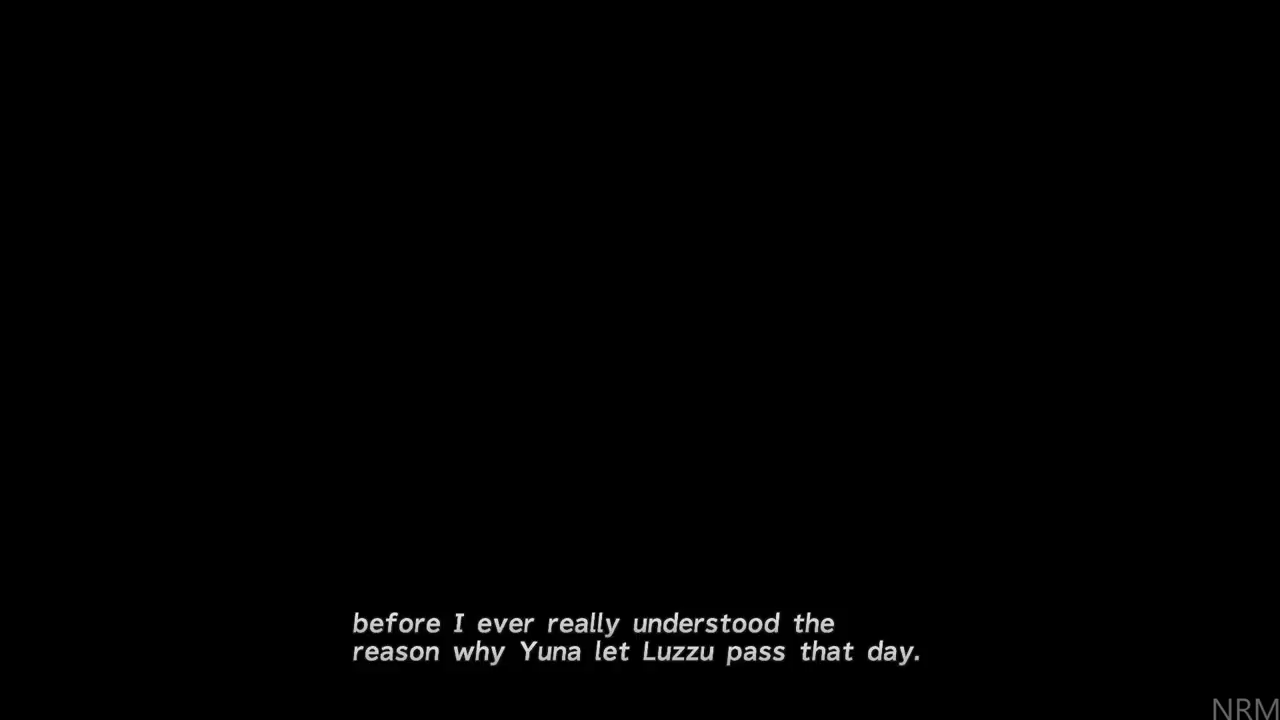 before I ever really understood the
reason why Yuna let Luzzu pass that day.
NRM